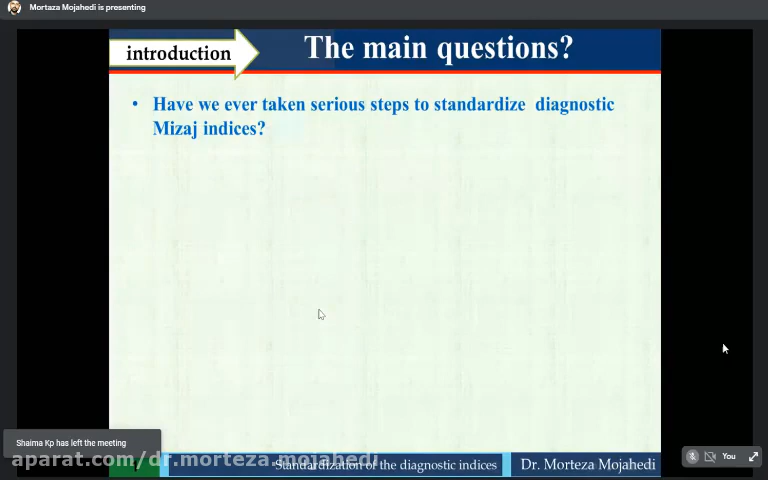 Mortaza Mojahedi is presenting
introduction
The main questions?
• Have we ever taken serious steps to standardize diagnostic
Mizaj indices?
Shaima Kp has left the meeting
aparat.com/dr.morteza.mojahedi
Standardization of the diagnostic indices
Dr. Morteza Mojahedi
You